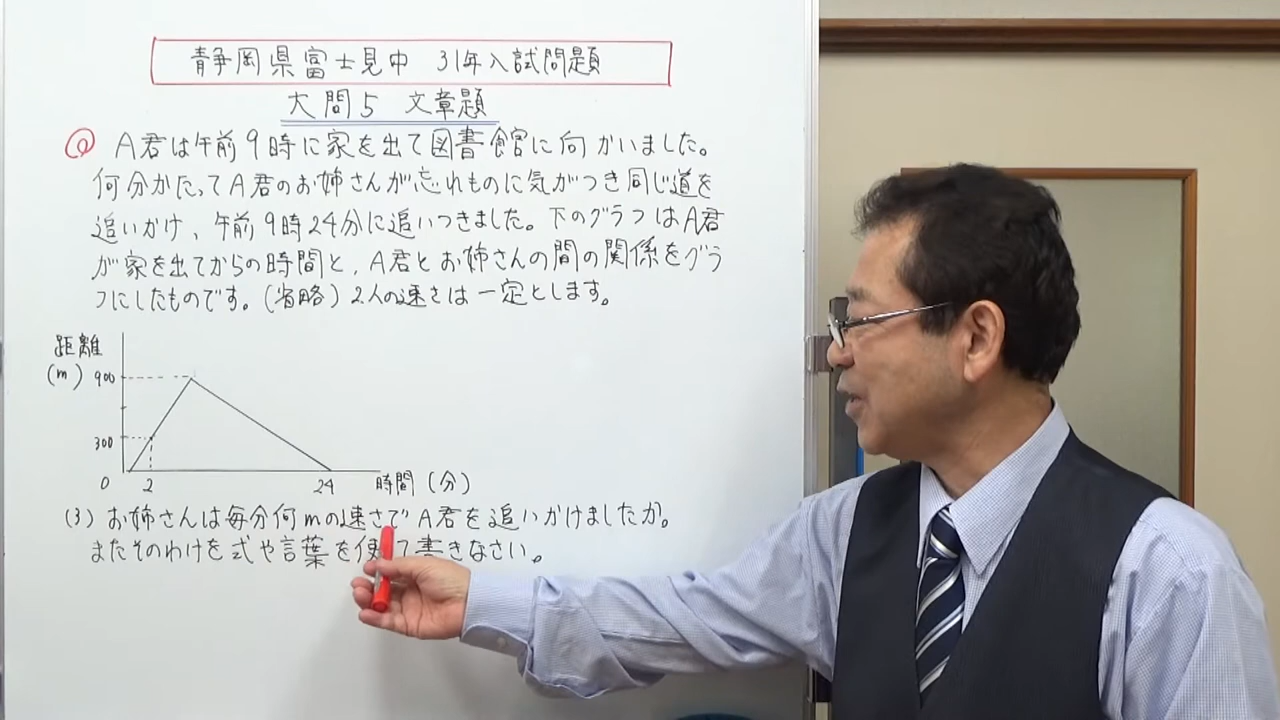 静岡県富士見中 31年入試問題
大問5 文章題
Q A君は午前9時に家を出て図書館に向かいました。
何分かたってA君のお姉さんが忘れものに気がつき同じ道を
追いかけ、午前9時24分に追いつきました。下のグラフはA君
が家を出てからの時間と、A君とお姉さんの間の関係をグラ
フにしたものです。(省略)2人の速さは一定とします。
距離
(m) 900
300
0 2 24 時間(分)
(3) お姉さんは毎分何mの速さでA君を追いかけましたか。
またそのわけを式や言葉を使って書きなさい。